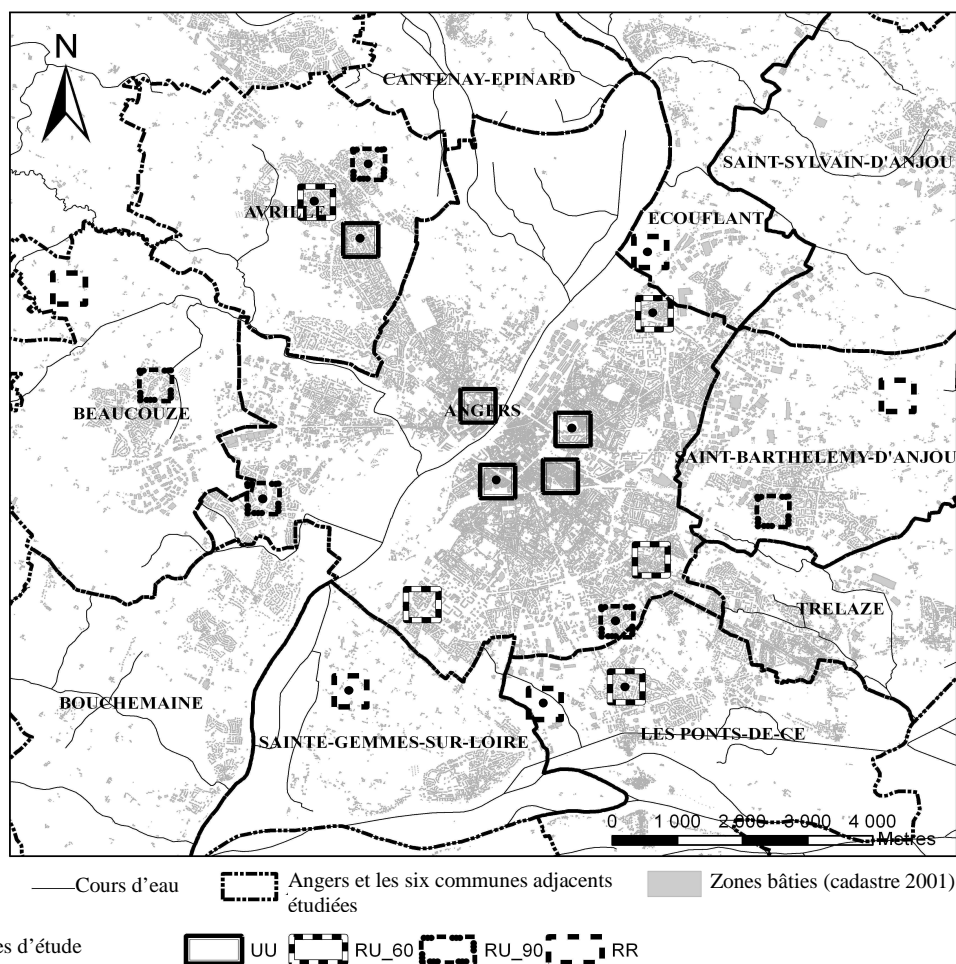 N
CANTENAY-EPINARD
SAINT-SYLVAIN-D'ANJOU
AVRILLE
ECOUFLANT
BEAUCOUZE
ANGERS
SAINT-BARTHELEMY-D'ANJOU
TRELAZE
BOUCHEMAINE
SAINTE-GEMMES-SUR-LOIRE
LES PONTS-DE-CE
0 1 000 2 000 3 000 4 000
Mètres
Cours d'eau
Angers et les six communes adjacents
étudiées
Zones bâties (cadastre 2001)
es d'étude
UU RU_60 RU_90 RR